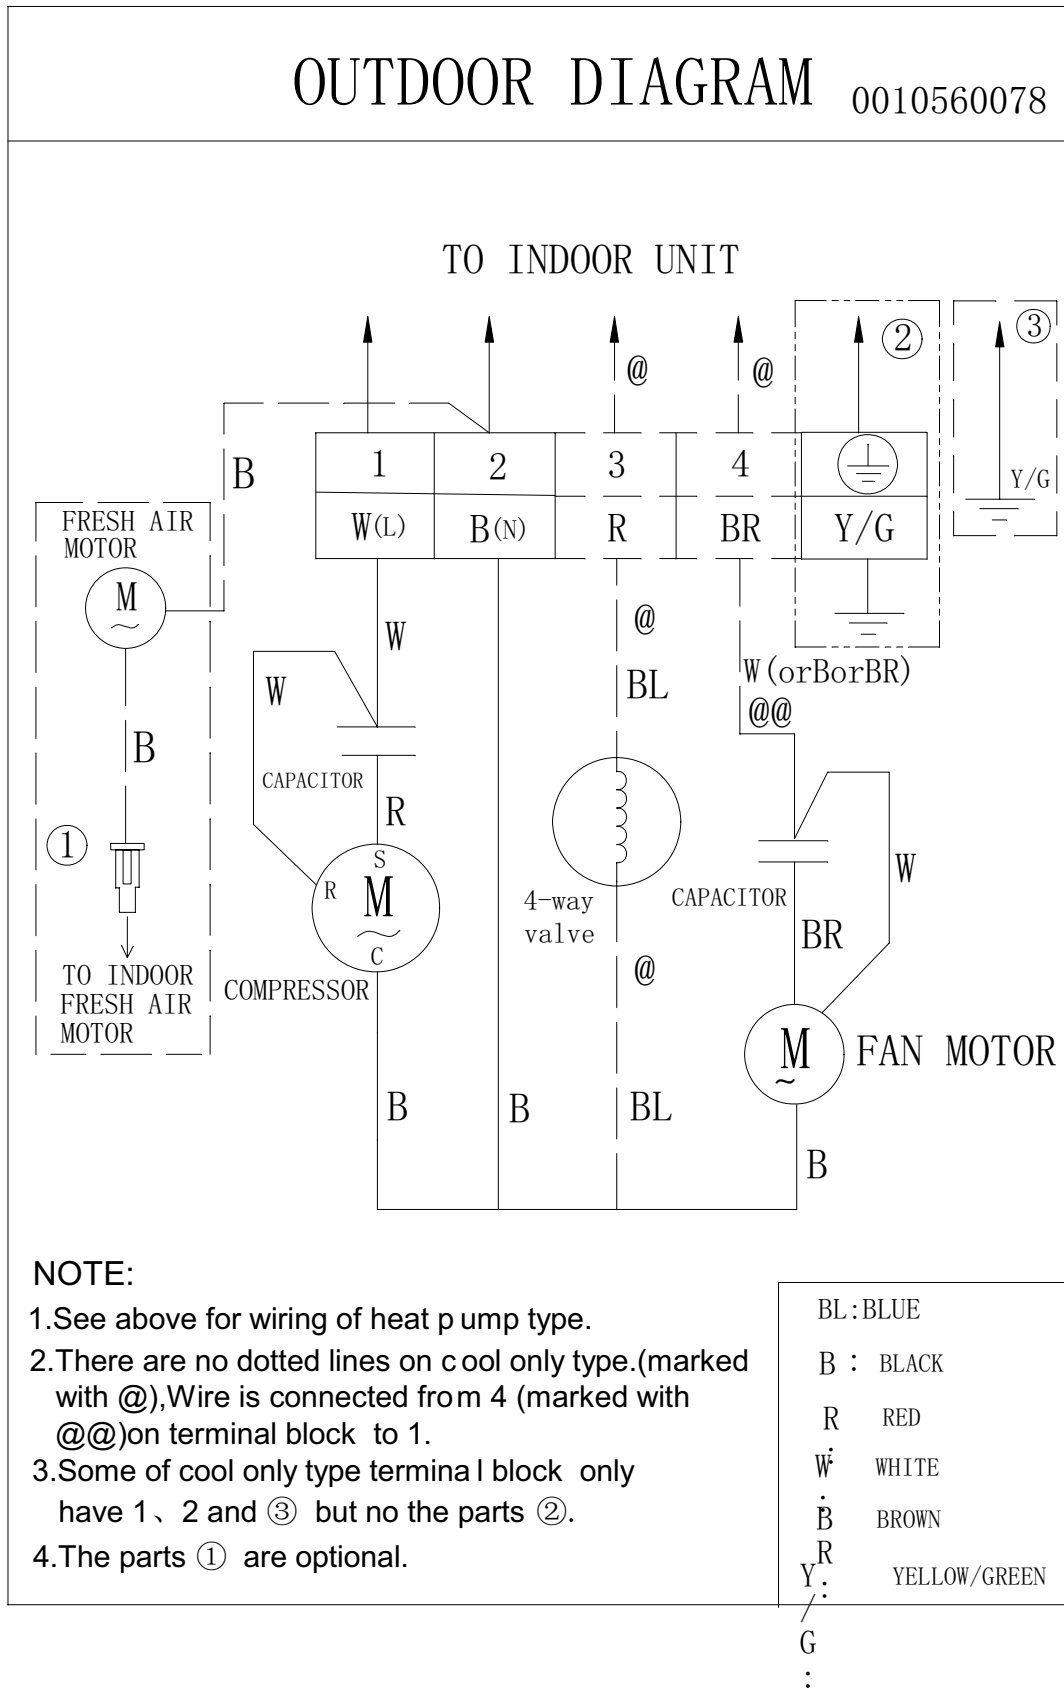 OUTDOOR DIAGRAM 0010560078
TO INDOOR UNIT
@ @ ② ③
B
1 2 3 4
Y/G
W(L) B(N) R BR Y/G
FRESH AIR
MOTOR
M
~
W
@
W(orBorBR)
@@
W
BL
B
CAPACITOR
R
①
S
R
M
~
C
4-way
valve
CAPACITOR
W
BR
@
TO INDOOR
FRESH AIR
MOTOR
COMPRESSOR
M
~
FAN MOTOR
B
B
BL
B
NOTE:
1.See above for wiring of heat p ump type.
2.There are no dotted lines on c ool only type.(marked
with @),Wire is connected from 4 (marked with
@@)on terminal block to 1.
3.Some of cool only type termina l block only
have 1、2 and ③ but no the parts ②.
4.The parts ① are optional.
BL:BLUE
B : BLACK
R : RED
W : WHITE
BR : BROWN
Y/G : YELLOW/GREEN